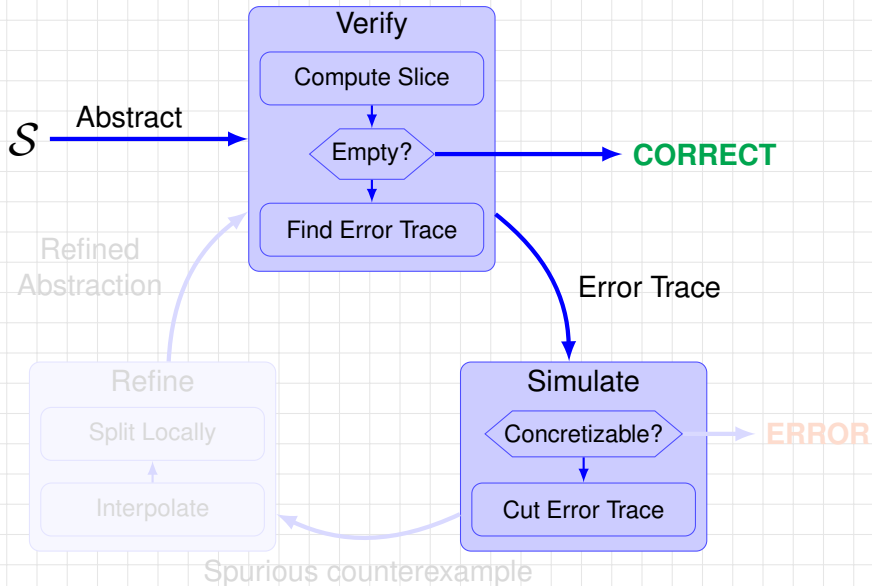 Verify
Compute Slice
Abstract
𝒮
Empty?
CORRECT
Find Error Trace
Refined
Abstraction
Error Trace
Refine
Simulate
Split Locally
Concretizable?
ERROR
Interpolate
Cut Error Trace
Spurious counterexample